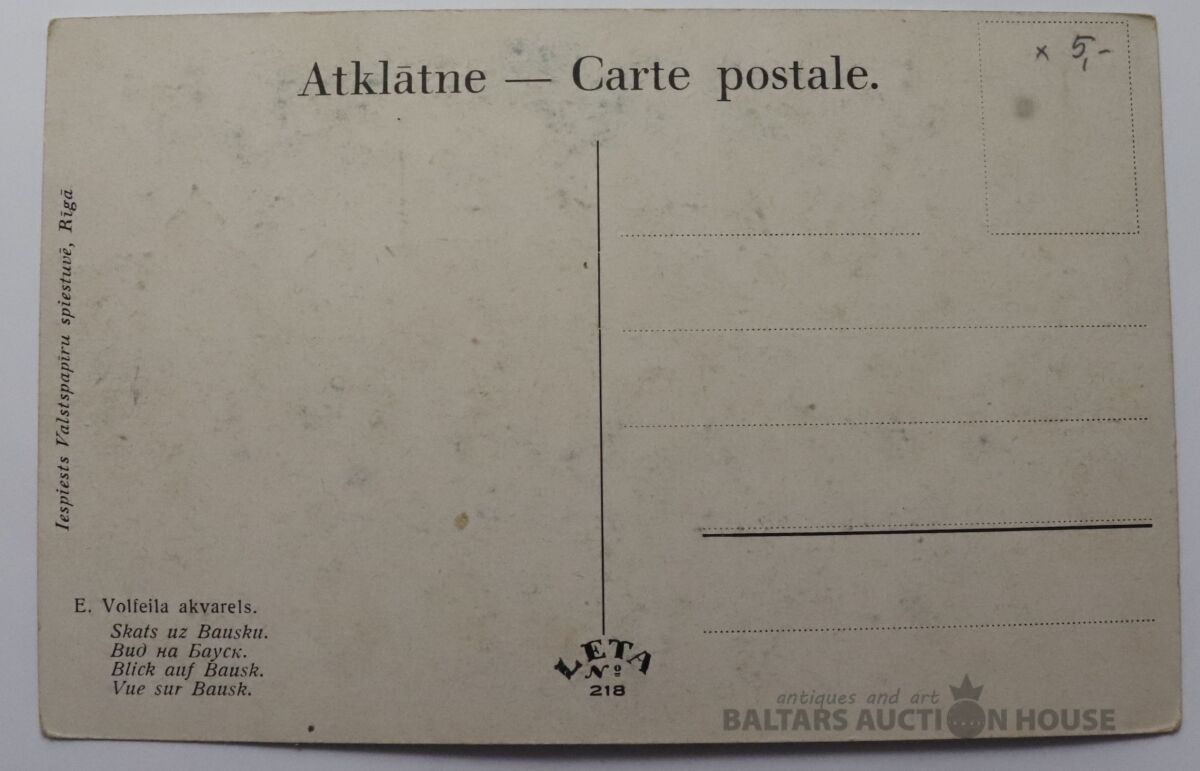 Atklātne — Carte postale.
× 5,-
Iespiests Valstspapīru spiestuvē, Rīgā
E. Volfeila akvarels.
Skats uz Bausku.
Вид на Бауск.
Blick auf Bausk.
Vue sur Bausk.
LETA
№
218
antiques and art
BALTARS AUCTION HOUSE